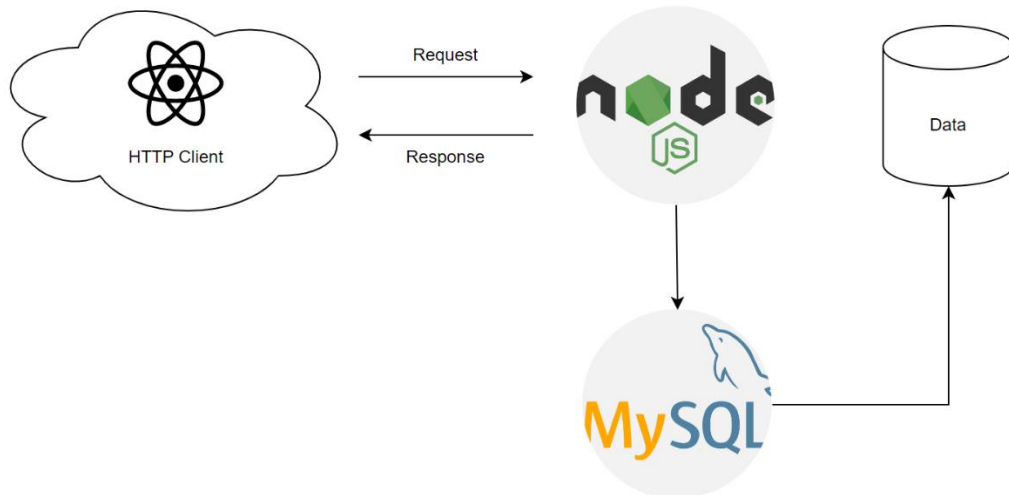 Request
node
JS
Data
HTTP Client
Response
MySQL